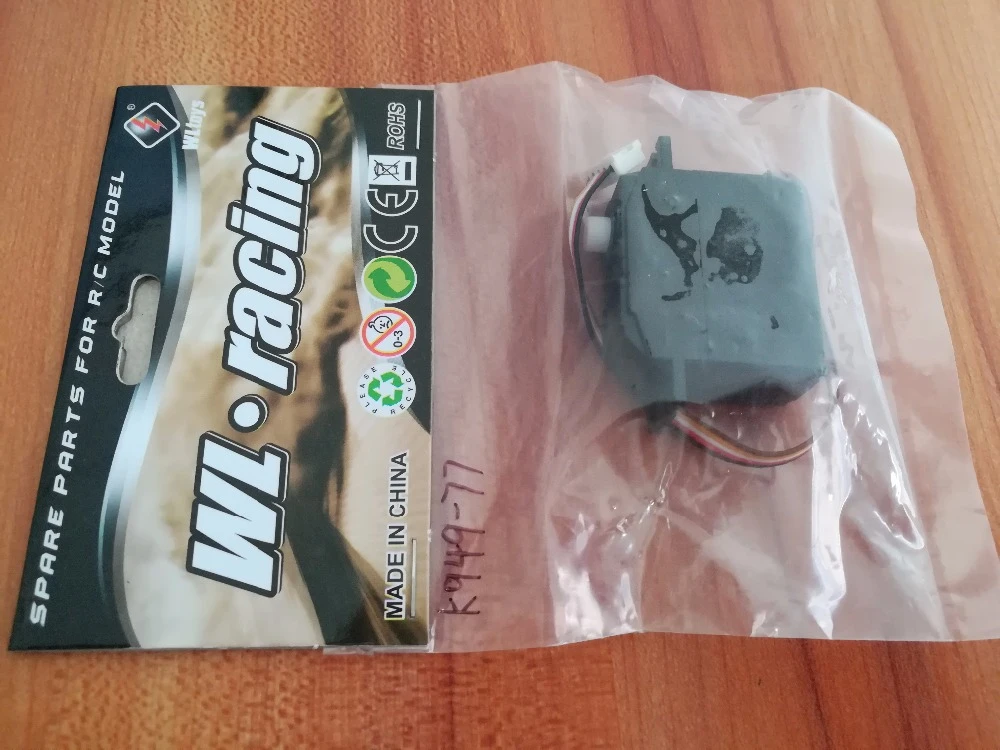 SPARE PARTS FOR R/C MODEL
®
WLtoys
WL·racing
MADE IN CHINA
PLEASE RECYCLE
0-3
CE
ROHS
K949-77